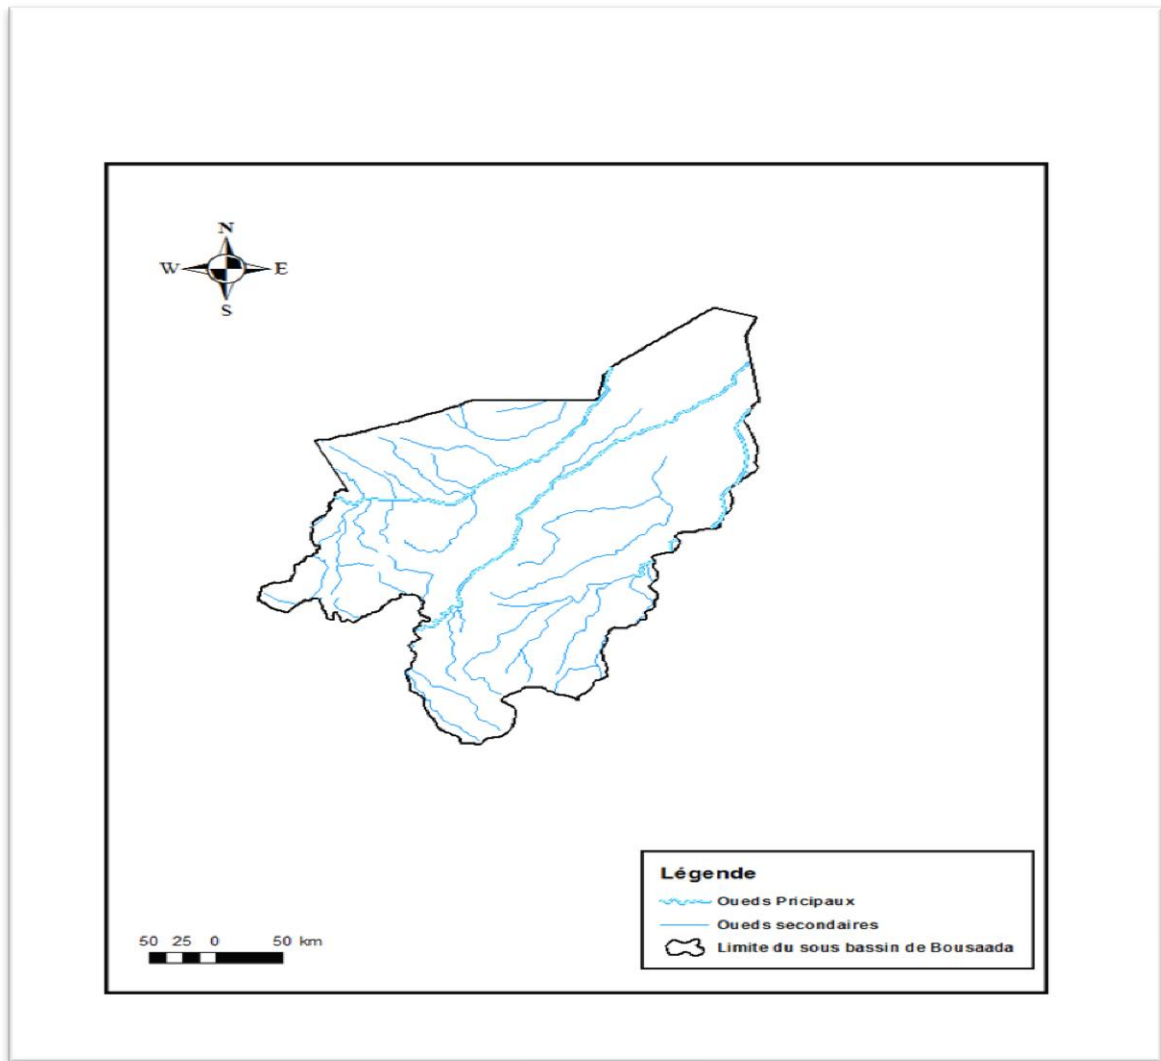 N
W E
S
Légende
Oueds Pricipaux
Oueds secondaires
Limite du sous bassin de Bousaada
50 25 0 50 km